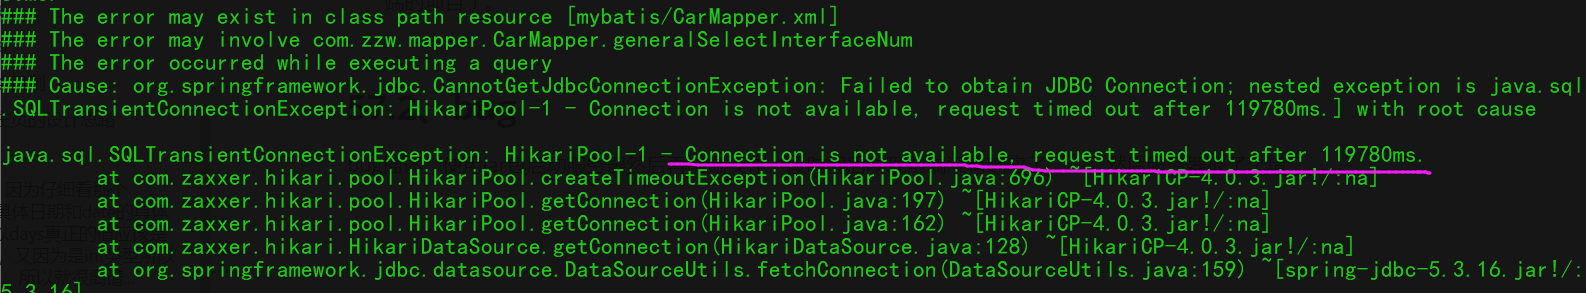 ### The error may exist in class path resource [mybatis/CarMapper.xml]
### The error may involve com.zzw.mapper.CarMapper.generalSelectInterfaceNum
### The error occurred while executing a query
### Cause: org.springframework.jdbc.CannotGetJdbcConnectionException: Failed to obtain JDBC Connection; nested exception is java.sql
.SQLTransientConnectionException: HikariPool-1 - Connection is not available, request timed out after 119780ms.] with root cause
java.sql.SQLTransientConnectionException: HikariPool-1 - Connection is not available, request timed out after 119780ms.
at com.zaxxer.hikari.pool.HikariPool.createTimeoutException(HikariPool.java:696) ~[HikariCP-4.0.3.jar!/:na]
at com.zaxxer.hikari.pool.HikariPool.getConnection(HikariPool.java:197) ~[HikariCP-4.0.3.jar!/:na]
at com.zaxxer.hikari.pool.HikariPool.getConnection(HikariPool.java:162) ~[HikariCP-4.0.3.jar!/:na]
at com.zaxxer.hikari.HikariDataSource.getConnection(HikariDataSource.java:128) ~[HikariCP-4.0.3.jar!/:na]
at org.springframework.jdbc.datasource.DataSourceUtils.fetchConnection(DataSourceUtils.java:159) ~[spring-jdbc-5.3.16.jar!/:
5.3.16]